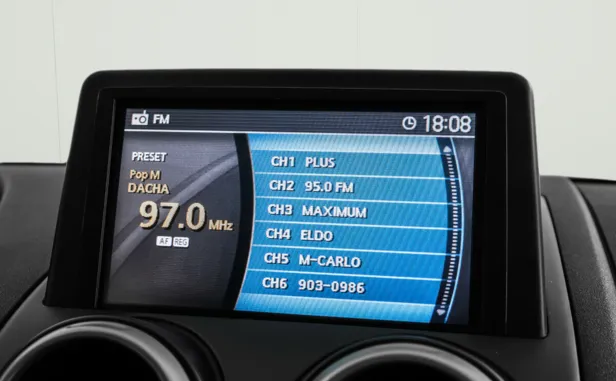 FM
18:08
PRESET
Pop M
DACHA
97.0 MHz
AF REG
CH1 PLUS
CH2 95.0 FM
CH3 MAXIMUM
CH4 ELDO
CH5 M-CARLO
CH6 903-0986